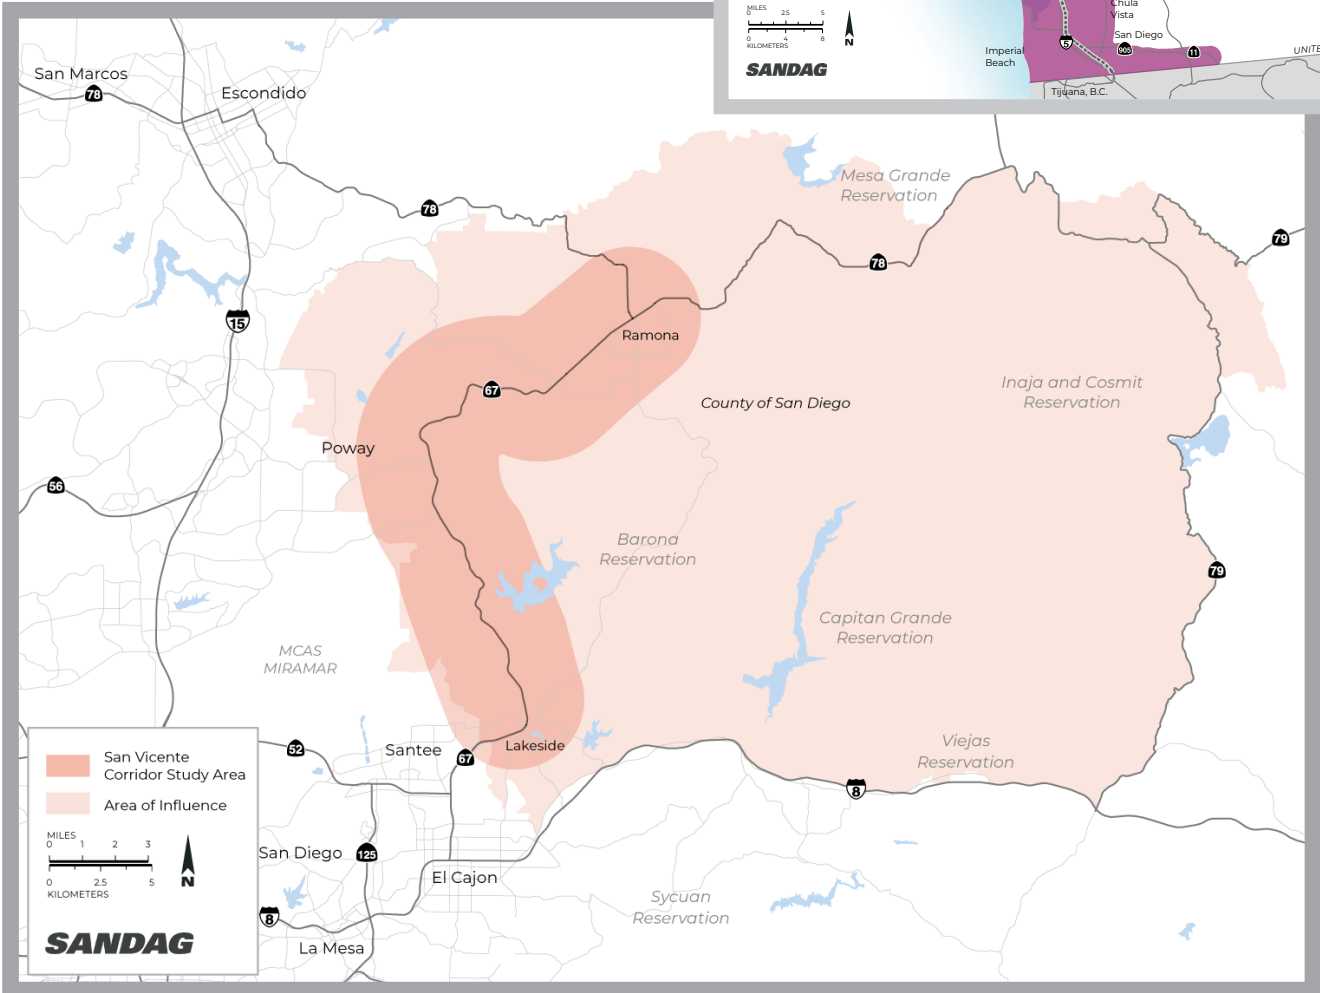 MILES
0 2.5 5
0 4 8
KILOMETERS
N
SANDAG
Chula
Vista
San Diego
5
905
11
Imperial
Beach
Tijuana, B.C.
San Marcos
78
Escondido
78
Mesa Grande
Reservation
79
78
15
Ramona
67
County of San Diego
Inaja and Cosmit
Reservation
Poway
56
Barona
Reservation
79
Capitan Grande
Reservation
MCAS
MIRAMAR
Viejas
Reservation
52
Santee
67
Lakeside
8
San Vicente
Corridor Study Area
Area of Influence
MILES
0 1 2 3
0 2.5 5
KILOMETERS
N
SANDAG
San Diego
125
El Cajon
8
La Mesa
Sycuan
Reservation